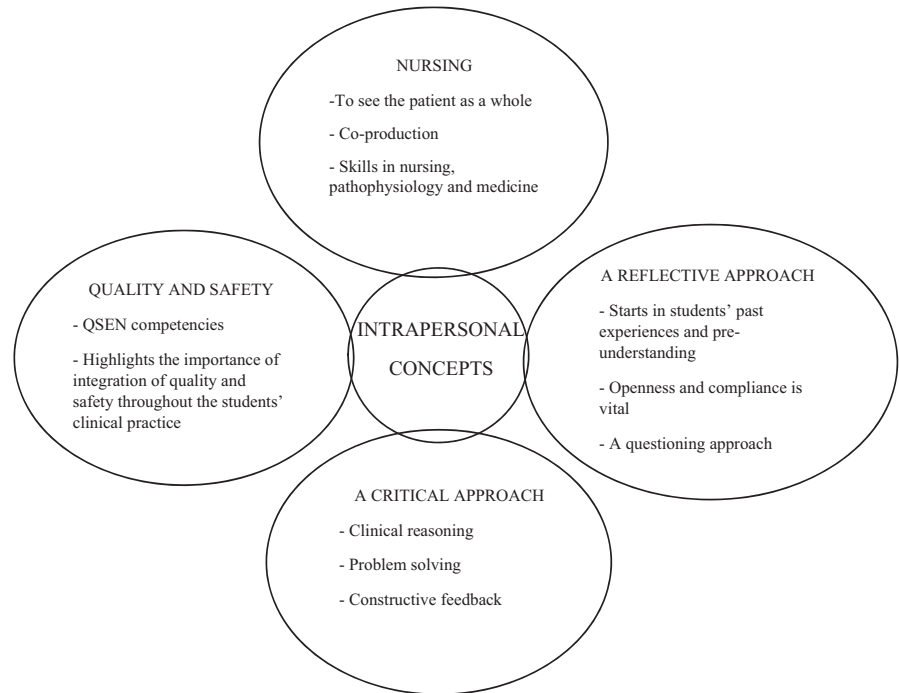 NURSING
-To see the patient as a whole
- Co-production
- Skills in nursing,
pathophysiology and medicine
QUALITY AND SAFETY
- QSEN competencies
- Highlights the importance of
integration of quality and
safety throughout the students’
clinical practice
INTRAPERSONAL
CONCEPTS
A REFLECTIVE APPROACH
- Starts in students’ past
experiences and pre-
understanding
- Openness and compliance is
vital
- A questioning approach
A CRITICAL APPROACH
- Clinical reasoning
- Problem solving
- Constructive feedback